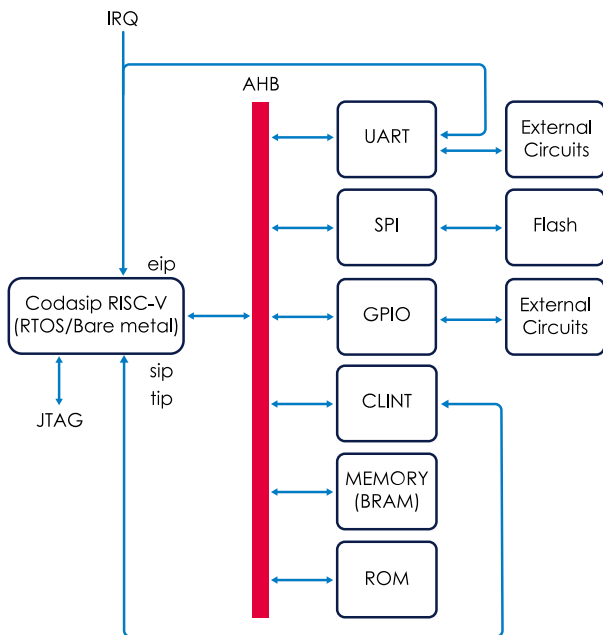 IRQ
AHB
UART
External
Circuits
SPI
Flash
eip
Codasip RISC-V
(RTOS/Bare metal)
GPIO
External
Circuits
sip
tip
JTAG
CLINT
MEMORY
(BRAM)
ROM